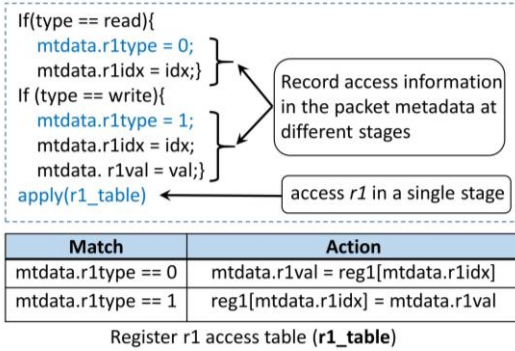 If(type == read){
mtdata.r1type = 0;
mtdata.r1idx = idx;}
If (type == write){
mtdata.r1type = 1;
mtdata.r1idx = idx;
mtdata. r1val = val;}
apply(r1_table)
Record access information
in the packet metadata at
different stages
access r1 in a single stage
Match Action
mtdata.r1type == 0 mtdata.r1val = reg1[mtdata.r1idx]
mtdata.r1type == 1 reg1[mtdata.r1idx] = mtdata.r1val
Register r1 access table (r1_table)